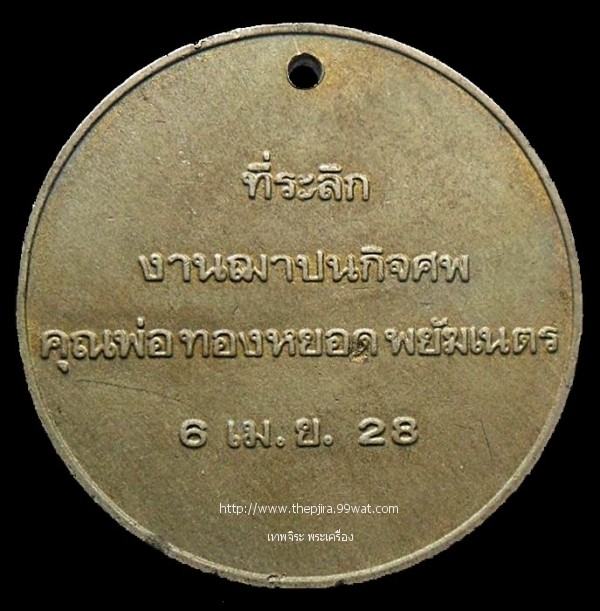 ที่ระลึก
งานฌาปนกิจศพ
คุณพ่อ ทองหยอด พยัฆเนตร
6 เม.ย. 28
http://www.thepjira.99wat.com/
เทพจิระ พระเครื่อง